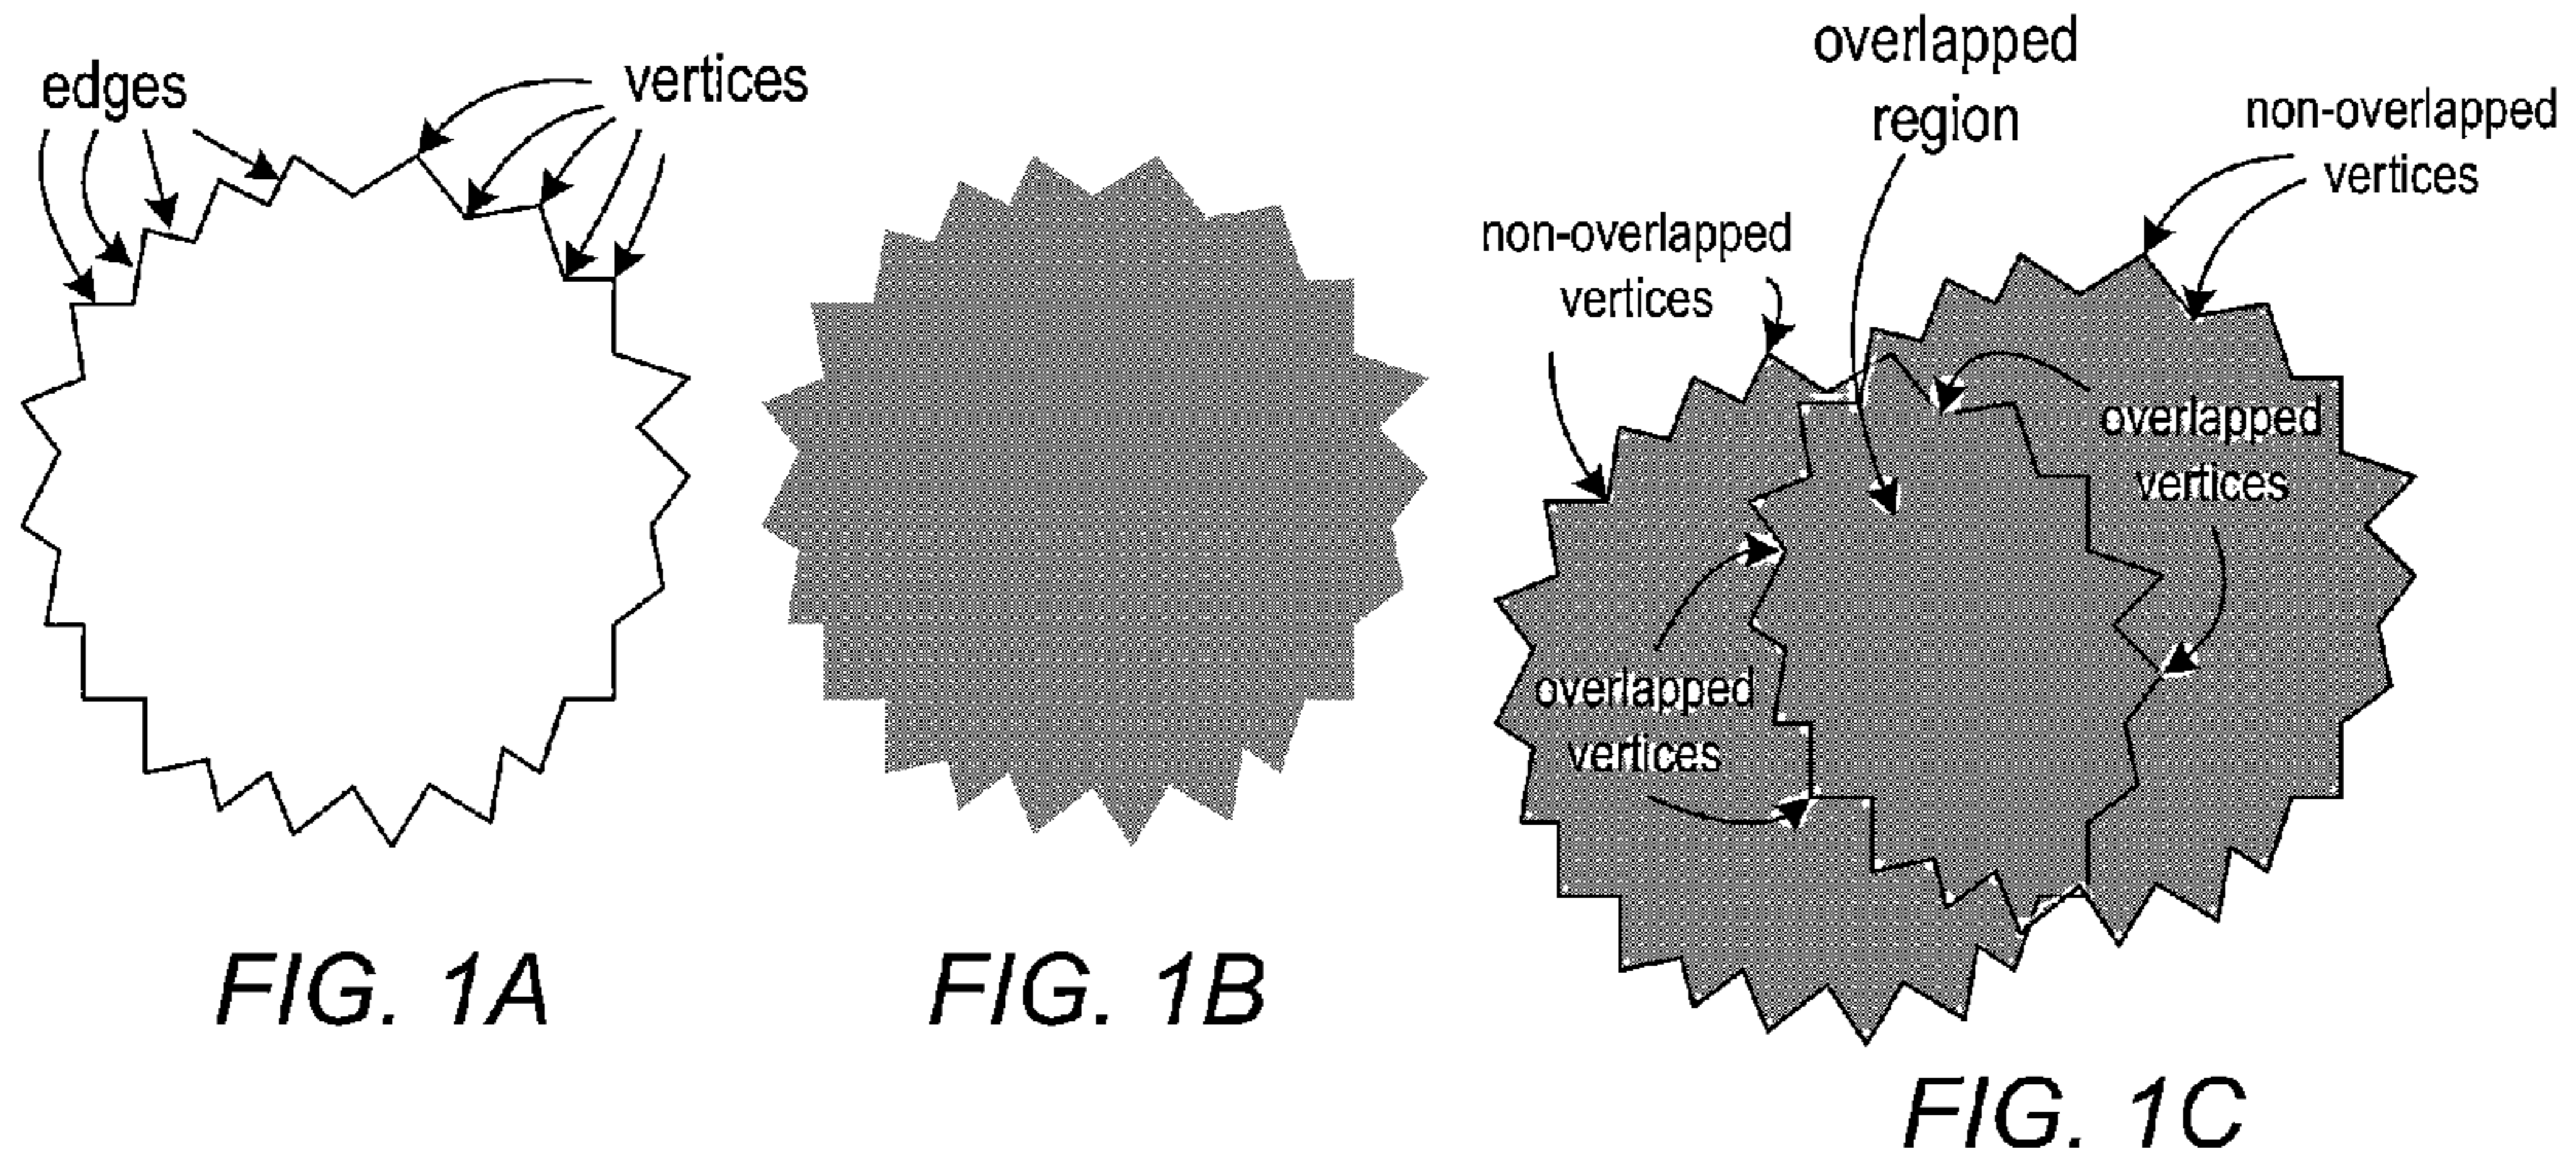 edges
vertices
FIG. 1A
FIG. 1B
overlapped
region
non-overlapped
vertices
non-overlapped
vertices
overlapped
vertices
overlapped
vertices
FIG. 1C